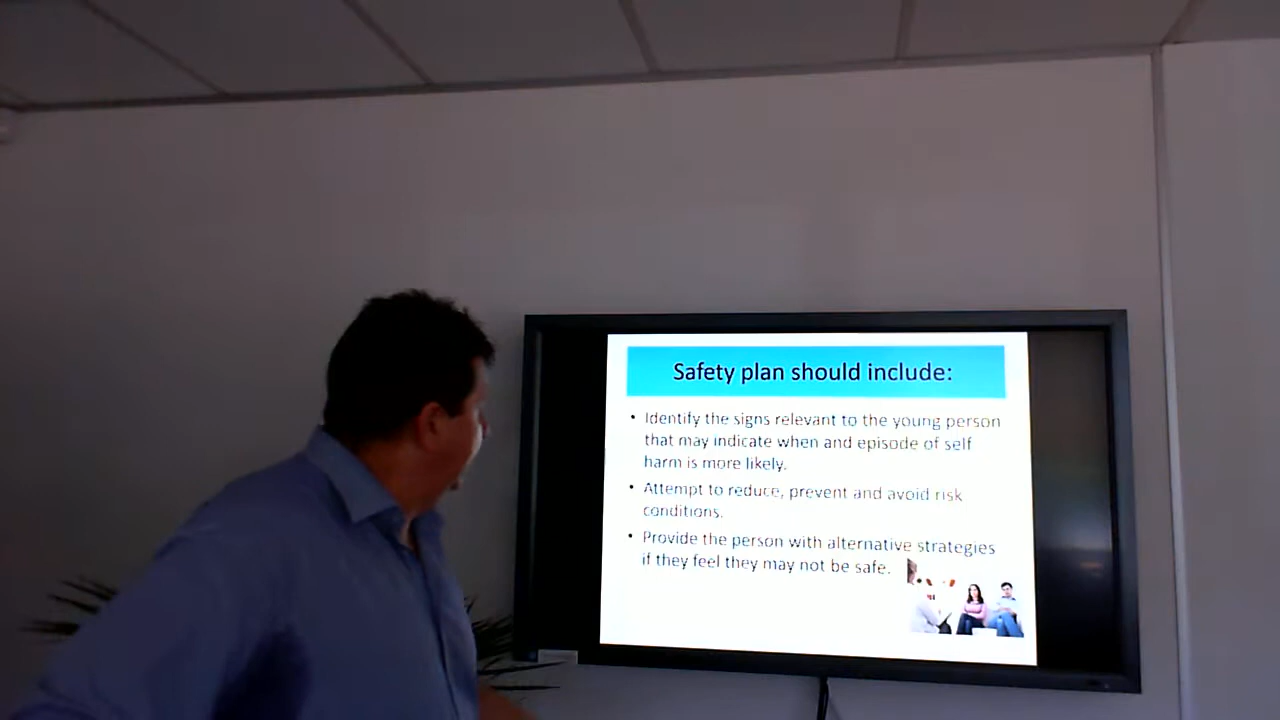 Safety plan should include:
• Identify the signs relevant to the young person
that may indicate when and episode of self
harm is more likely.
• Attempt to reduce, prevent and avoid risk
conditions.
• Provide the person with alternative strategies
if they feel they may not be safe.